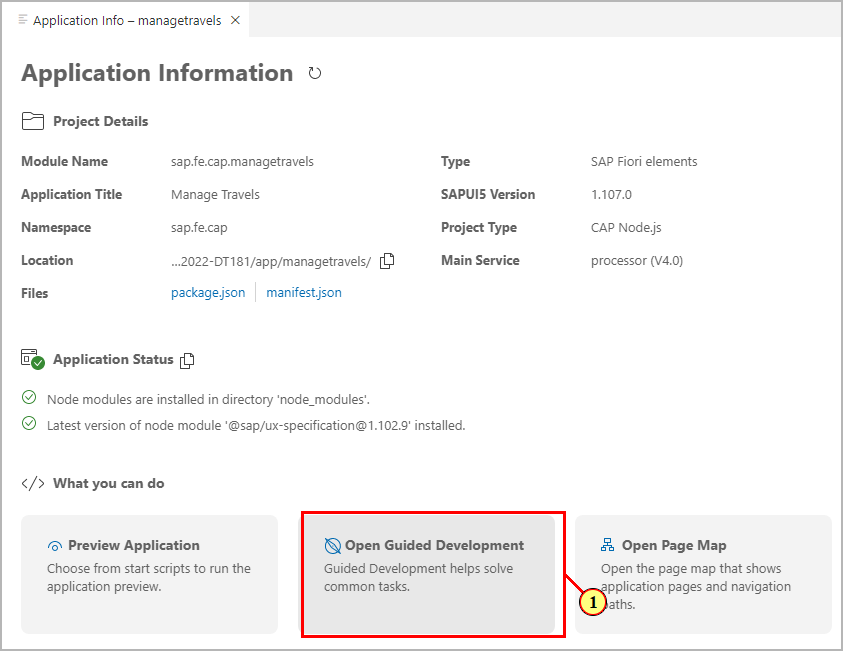 Application Info – managetravels
Application Information
Project Details
Module Name sap.fe.cap.managetravels
Application Title Manage Travels
Namespace sap.fe.cap
Location ...2022-DT181/app/managetravels/
Files package.json manifest.json
Type SAP Fiori elements
SAPUI5 Version 1.107.0
Project Type CAP Node.js
Main Service processor (V4.0)
Application Status
Node modules are installed in directory 'node_modules'.
Latest version of node module '@sap/ux-specification@1.102.9' installed.
</> What you can do
Preview Application
Choose from start scripts to run the
application preview.
Open Guided Development
Guided Development helps solve
common tasks.
Open Page Map
Open the page map that shows
application pages and navigation
aths.
1